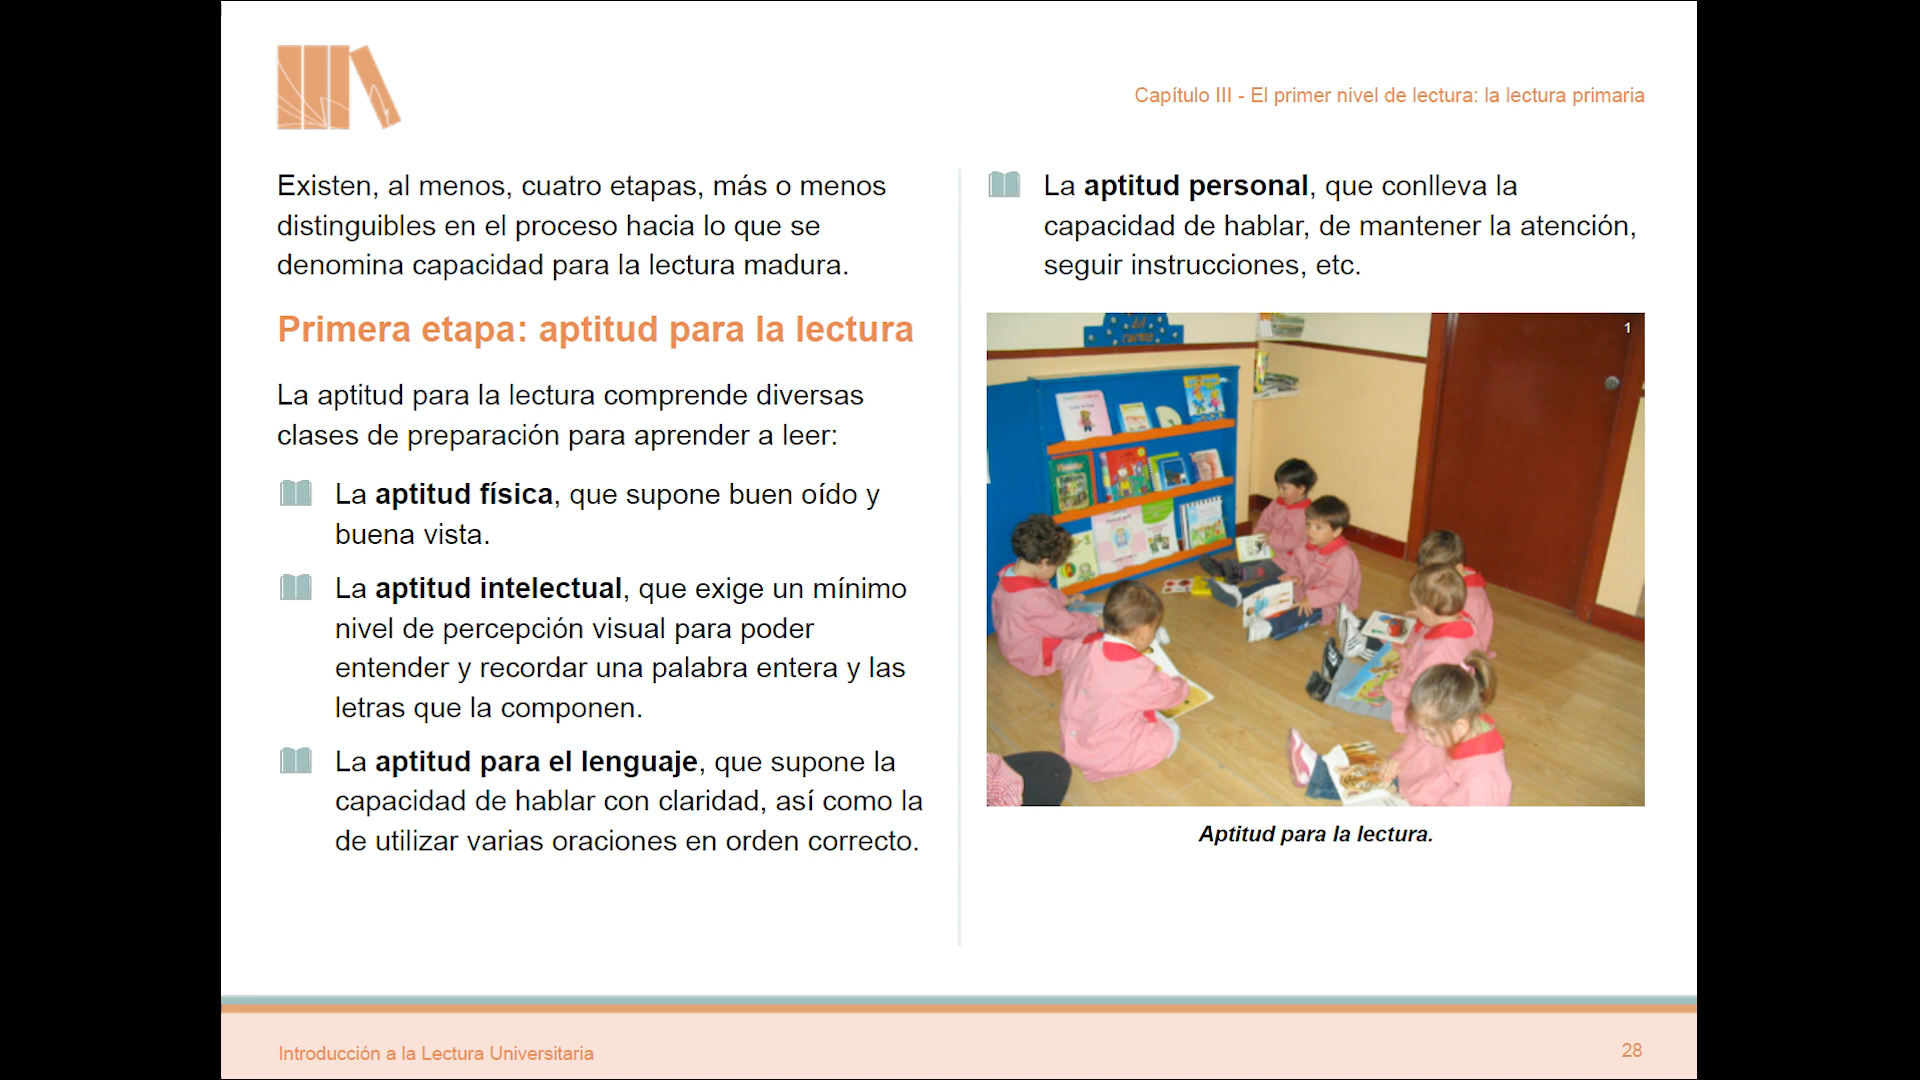 Capítulo III - El primer nivel de lectura: la lectura primaria
Existen, al menos, cuatro etapas, más o menos
distinguibles en el proceso hacia lo que se
denomina capacidad para la lectura madura.
Primera etapa: aptitud para la lectura
La aptitud para la lectura comprende diversas
clases de preparación para aprender a leer:
La aptitud física, que supone buen oído y
buena vista.
La aptitud intelectual, que exige un mínimo
nivel de percepción visual para poder
entender y recordar una palabra entera y las
letras que la componen.
La aptitud para el lenguaje, que supone la
capacidad de hablar con claridad, así como la
de utilizar varias oraciones en orden correcto.
La aptitud personal, que conlleva la
capacidad de hablar, de mantener la atención,
seguir instrucciones, etc.
1
del
cuento
Aptitud para la lectura.
Introducción a la Lectura Universitaria
28